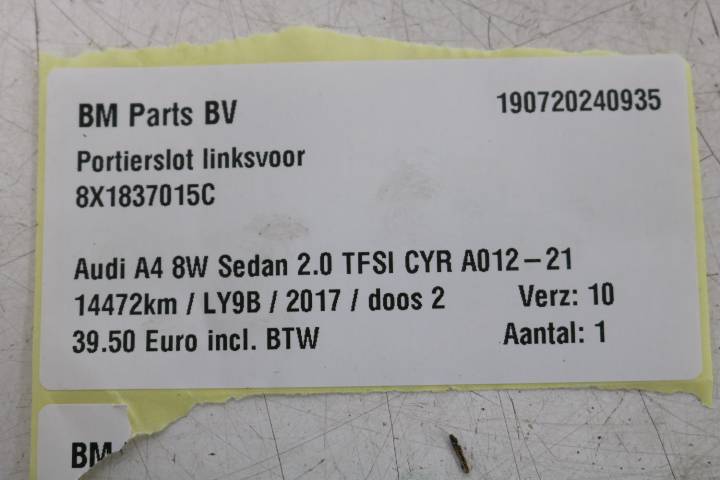 BM Parts BV 190720240935
Portierslot linksvoor
8X1837015C
Audi A4 8W Sedan 2.0 TFSI CYR A012-21
14472km / LY9B / 2017 / doos 2 Verz: 10
39.50 Euro incl. BTW Aantal: 1
BM